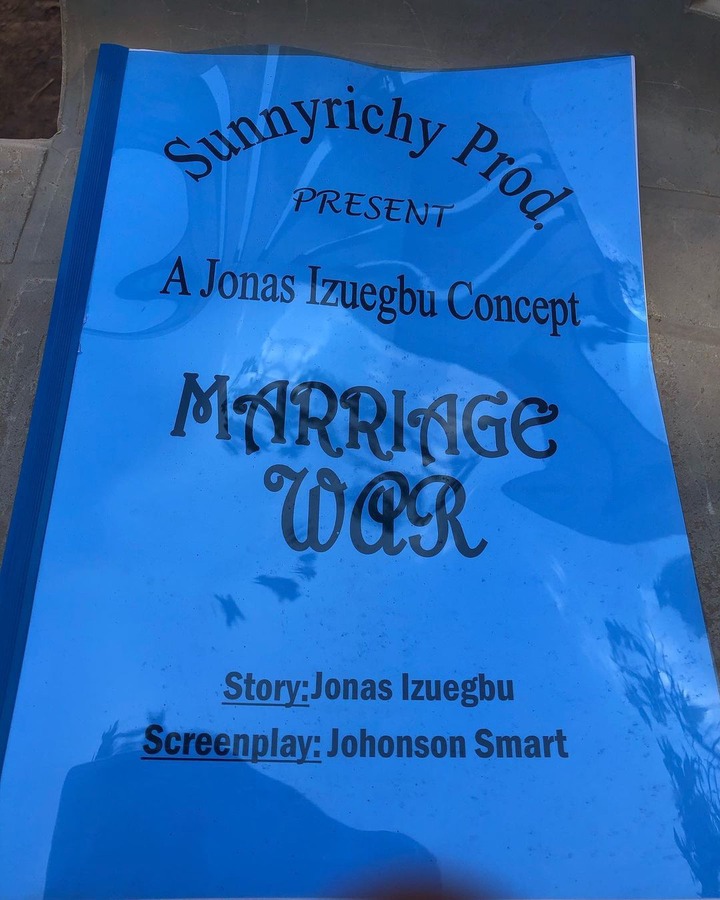 Sunnyrichy Prod.
PRESENT
A Jonas Izuegbu Concept
MARRIAGE
WAR
Story:Jonas Izuegbu
Screenplay: Johonson Smart